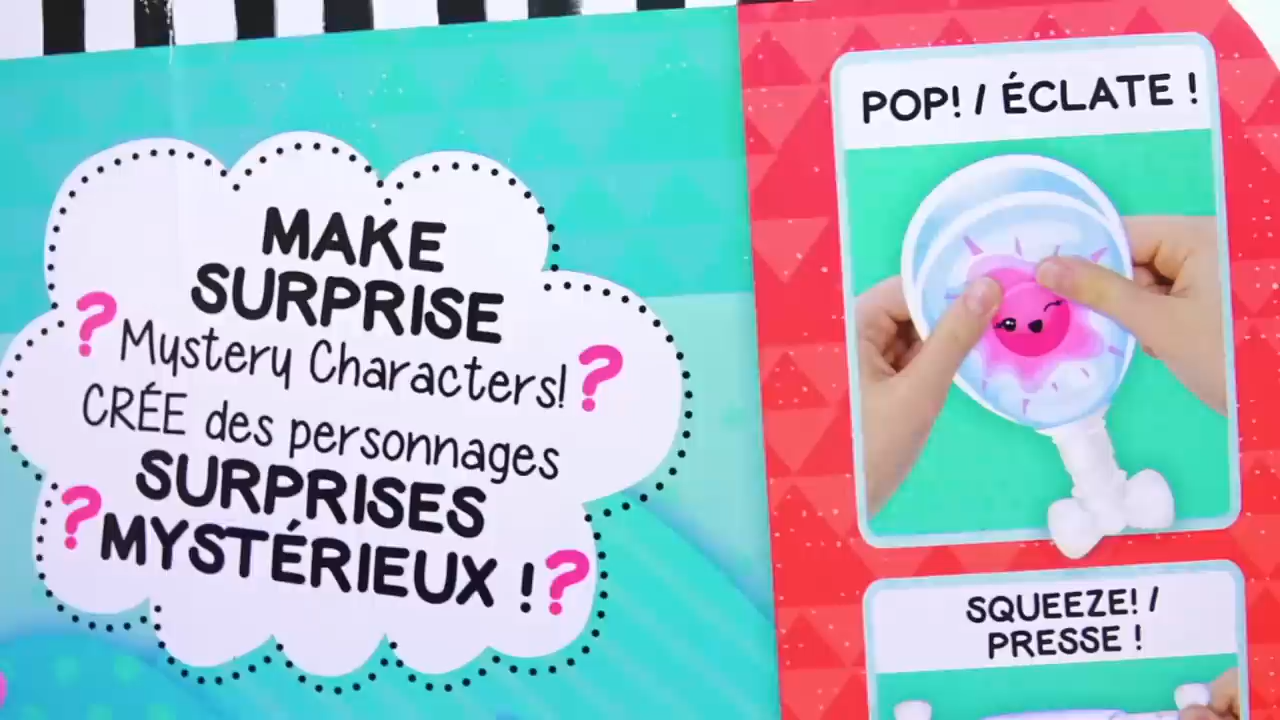 MAKE
SURPRISE
? Mystery Characters! ?
CRÉE des personnages
SURPRISES
? MYSTÉRIEUX ! ?
POP! / ÉCLATE !
SQUEEZE! /
PRESSE !